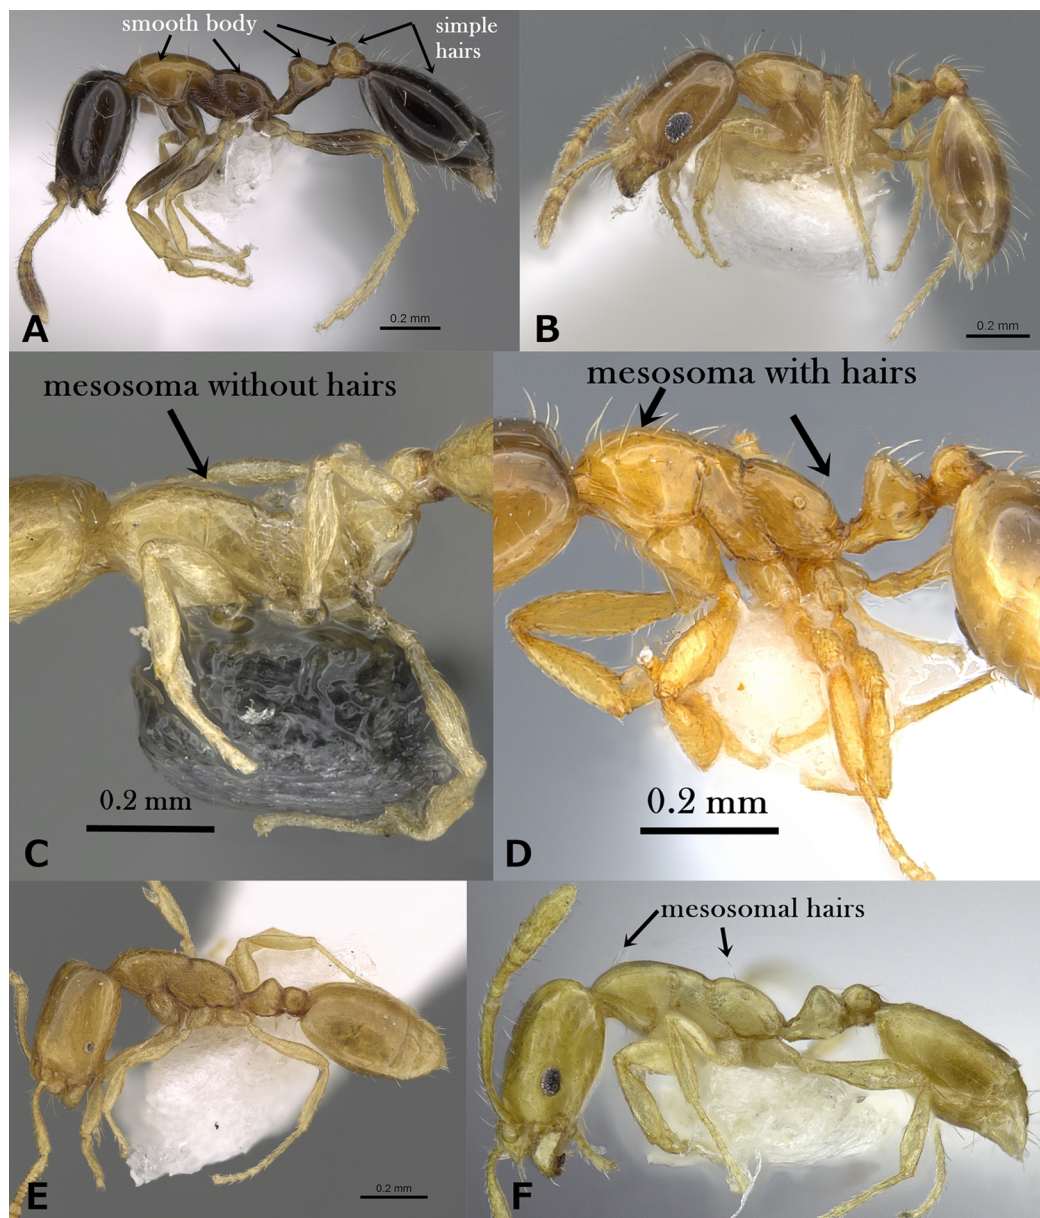 smooth body
simple
hairs
0.2 mm
A
0.2 mm
B
mesosoma without hairs
0.2 mm
C
mesosoma with hairs
0.2 mm
D
0.2 mm
E
mesosomal hairs
F